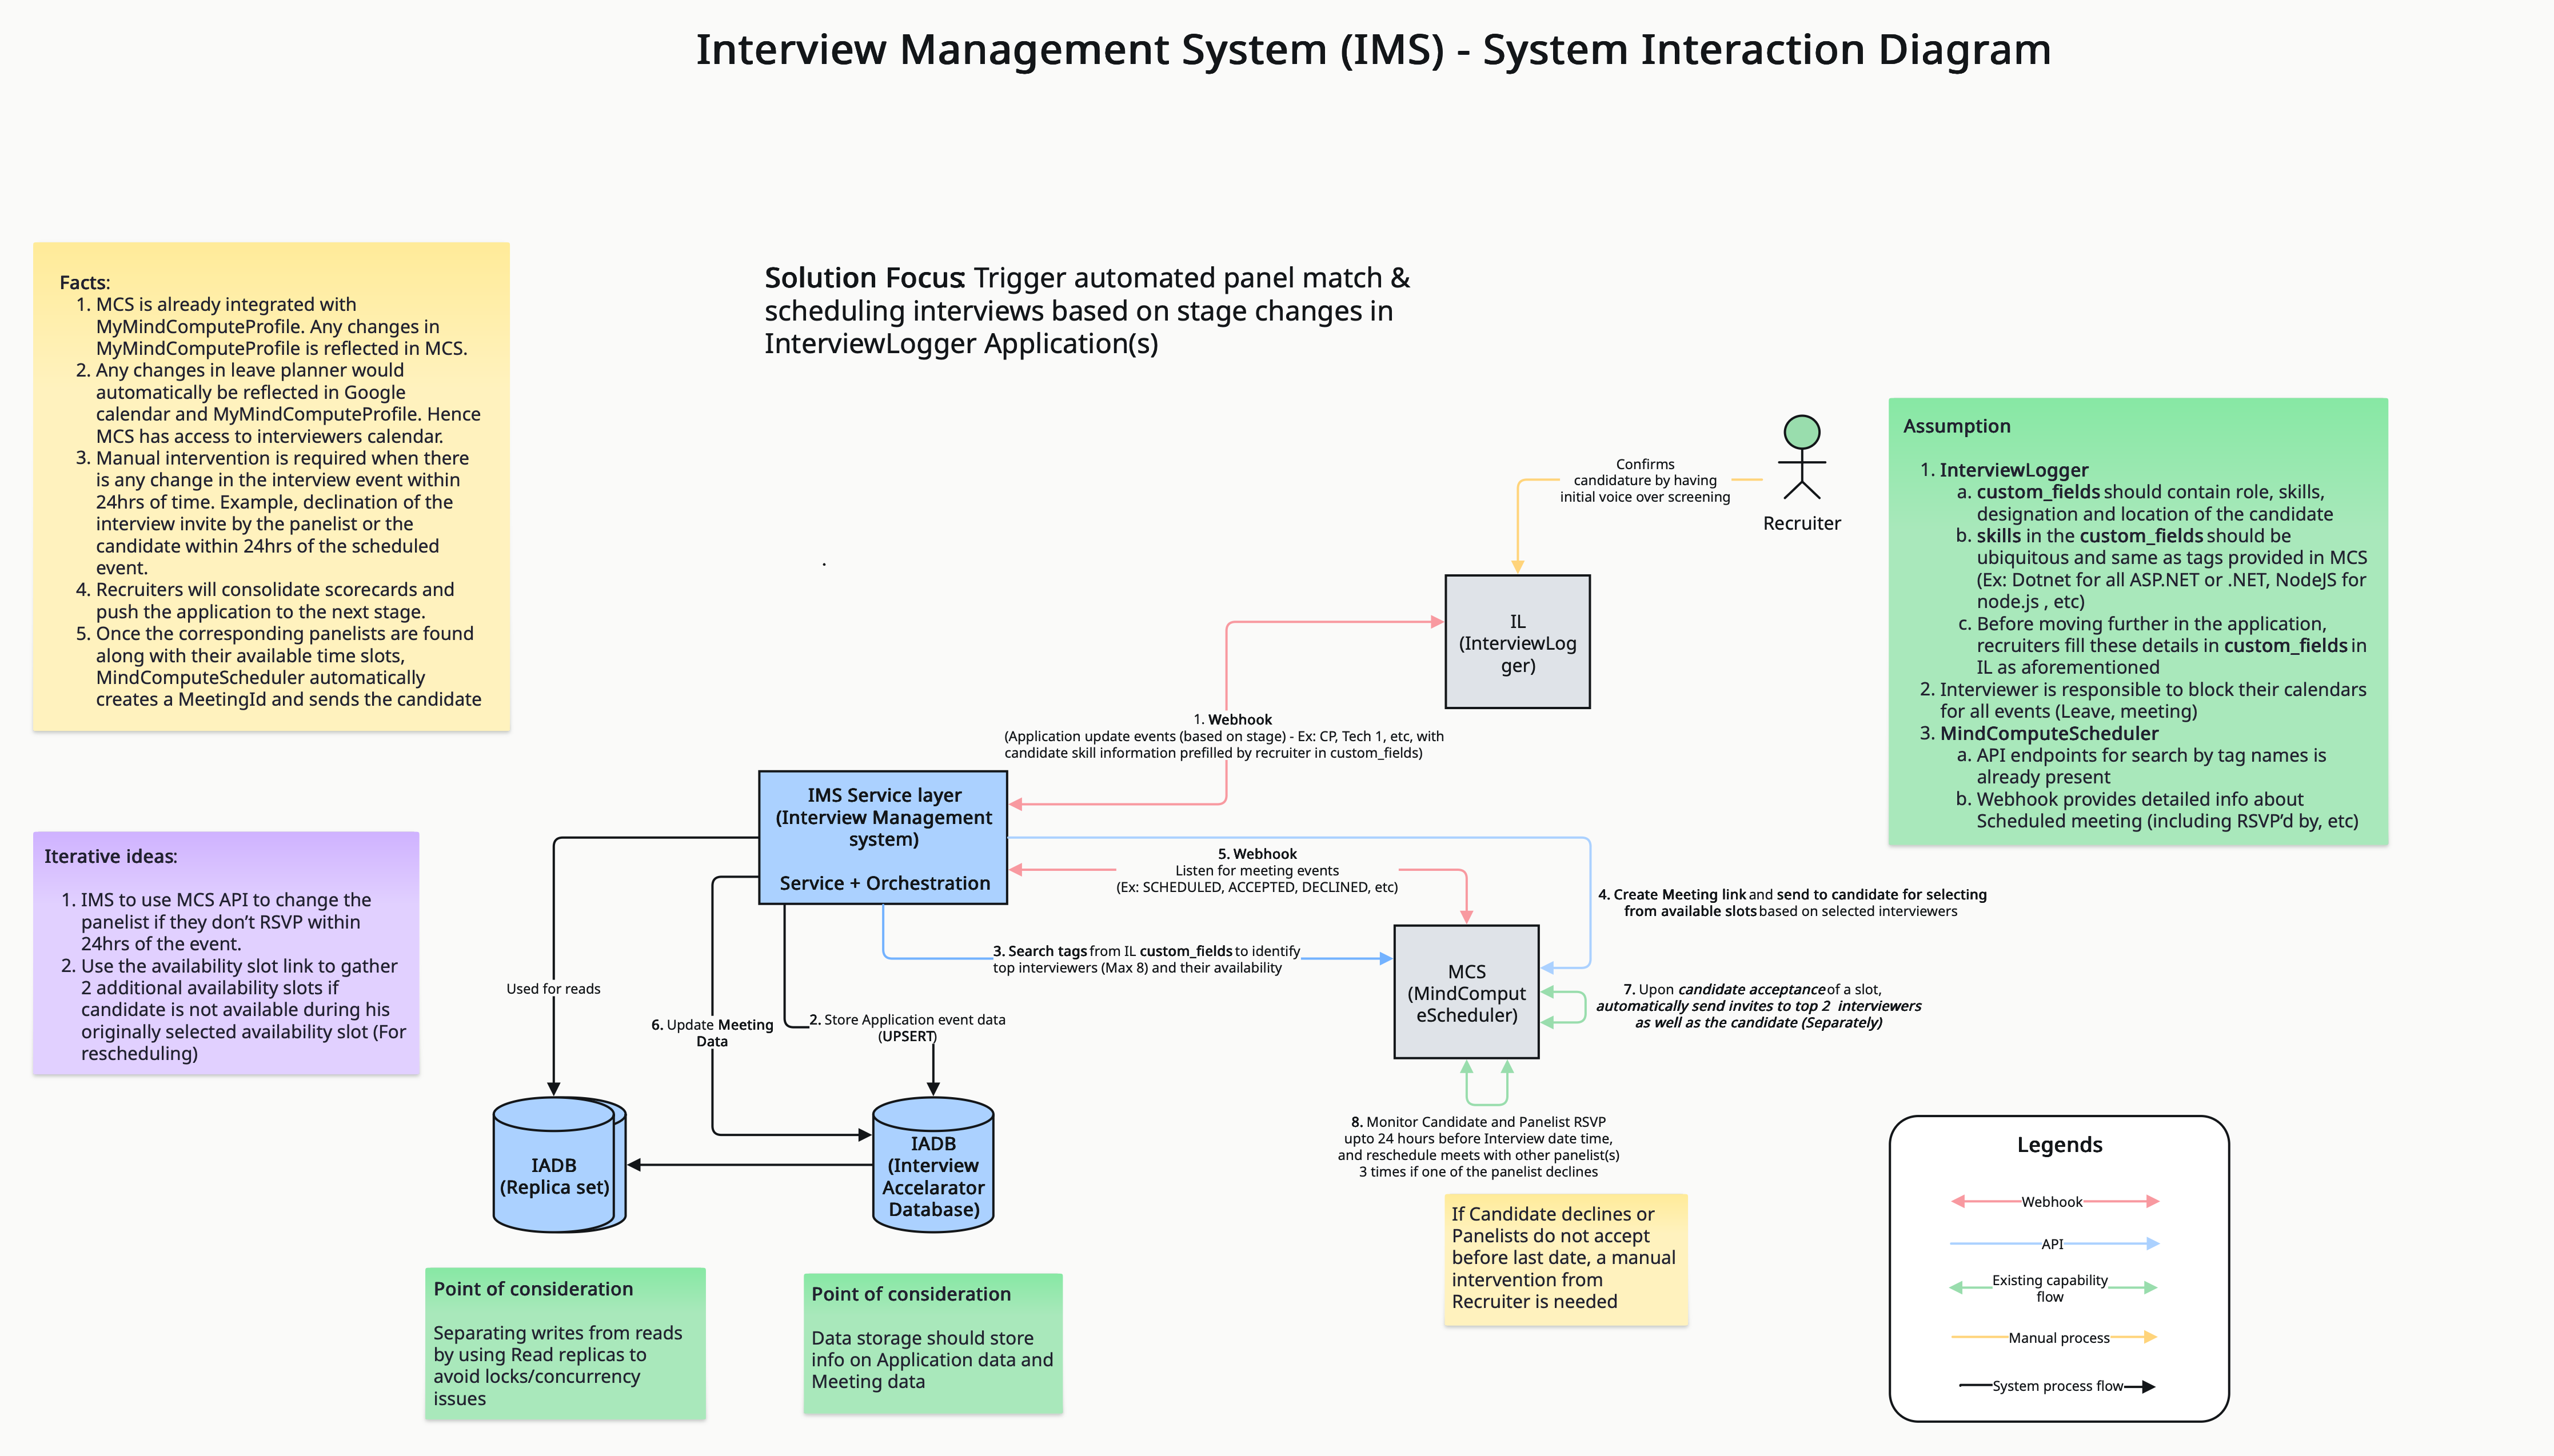 Interview Management System (IMS) - System Interaction Diagram
Solution Focus: Trigger automated panel match &
scheduling interviews based on stage changes in
InterviewLogger Application(s)
Facts:
1. MCS is already integrated with
MyMindComputeProfile. Any changes in
MyMindComputeProfile is reflected in MCS.
2. Any changes in leave planner would
automatically be reflected in Google
calendar and MyMindComputeProfile. Hence
MCS has access to interviewers calendar.
3. Manual intervention is required when there
is any change in the interview event within
24hrs of time. Example, declination of the
interview invite by the panelist or the
candidate within 24hrs of the scheduled
event.
4. Recruiters will consolidate scorecards and
push the application to the next stage.
5. Once the corresponding panelists are found
along with their available time slots,
MindComputeScheduler automatically
creates a MeetingId and sends the candidate
Confirms
candidature by having
initial voice over screening
Recruiter
Assumption
1. InterviewLogger
a. custom_fields should contain role, skills,
designation and location of the candidate
b. skills in the custom_fields should be
ubiquitous and same as tags provided in MCS
(Ex: Dotnet for all ASP.NET or .NET, NodeJS for
node.js , etc)
c. Before moving further in the application,
recruiters fill these details in custom_fields in
IL as aforementioned
2. Interviewer is responsible to block their calendars
for all events (Leave, meeting)
3. MindComputeScheduler
a. API endpoints for search by tag names is
already present
b. Webhook provides detailed info about
Scheduled meeting (including RSVP'd by, etc)
IL
(InterviewLog
ger)
1. Webhook
(Application update events (based on stage) - Ex: CP, Tech 1, etc, with
candidate skill information prefilled by recruiter in custom_fields)
IMS Service layer
(Interview Management
system)
Service + Orchestration
5. Webhook
Listen for meeting events
(Ex: SCHEDULED, ACCEPTED, DECLINED, etc)
4. Create Meeting link and send to candidate for selecting
from available slots based on selected interviewers
3. Search tags from IL custom_fields to identify
top interviewers (Max 8) and their availability
MCS
(MindComput
eScheduler)
7. Upon candidate acceptance of a slot,
automatically send invites to top 2 interviewers
as well as the candidate (Separately)
Iterative ideas:
1. IMS to use MCS API to change the
panelist if they don't RSVP within
24hrs of the event.
2. Use the availability slot link to gather
2 additional availability slots if
candidate is not available during his
originally selected availability slot (For
rescheduling)
Used for reads
6. Update Meeting
Data
2. Store Application event data
(UPSERT)
IADB
(Replica set)
IADB
(Interview
Accelarator
Database)
8. Monitor Candidate and Panelist RSVP
upto 24 hours before Interview date time,
and reschedule meets with other panelist(s)
3 times if one of the panelist declines
If Candidate declines or
Panelists do not accept
before last date, a manual
intervention from
Recruiter is needed
Point of consideration
Separating writes from reads
by using Read replicas to
avoid locks/concurrency
issues
Point of consideration
Data storage should store
info on Application data and
Meeting data
Legends
Webhook
API
Existing capability
flow
Manual process
System process flow